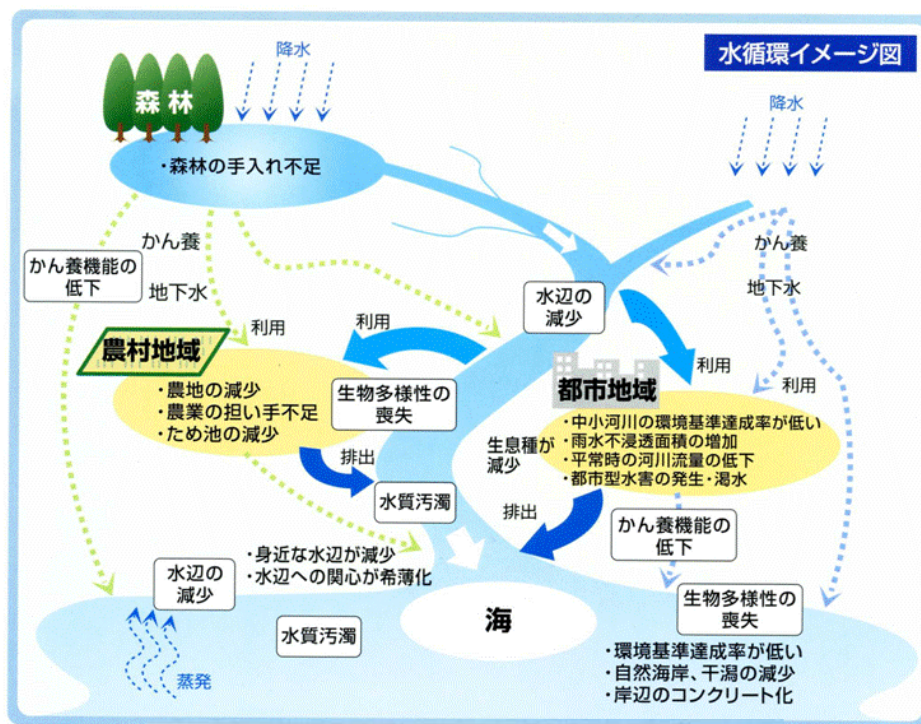 水循環イメージ図
降水
森林
・森林の手入れ不足
降水
かん養
地下水
かん養機能の
低下
かん養
地下水
水辺の
減少
利用
利用
農村地域
・農地の減少
・農業の担い手不足
・ため池の減少
生物多様性の
喪失
都市地域
利用
・中小河川の環境基準達成率が低い
・雨水不浸透面積の増加
・平常時の河川流量の低下
・都市型水害の発生・渇水
生息種が
減少
排出
水質汚濁
排出
かん養機能の
低下
・身近な水辺が減少
・水辺への関心が希薄化
水辺の
減少
水質汚濁
海
生物多様性の
喪失
・環境基準達成率が低い
・自然海岸、干潟の減少
・岸辺のコンクリート化
蒸発